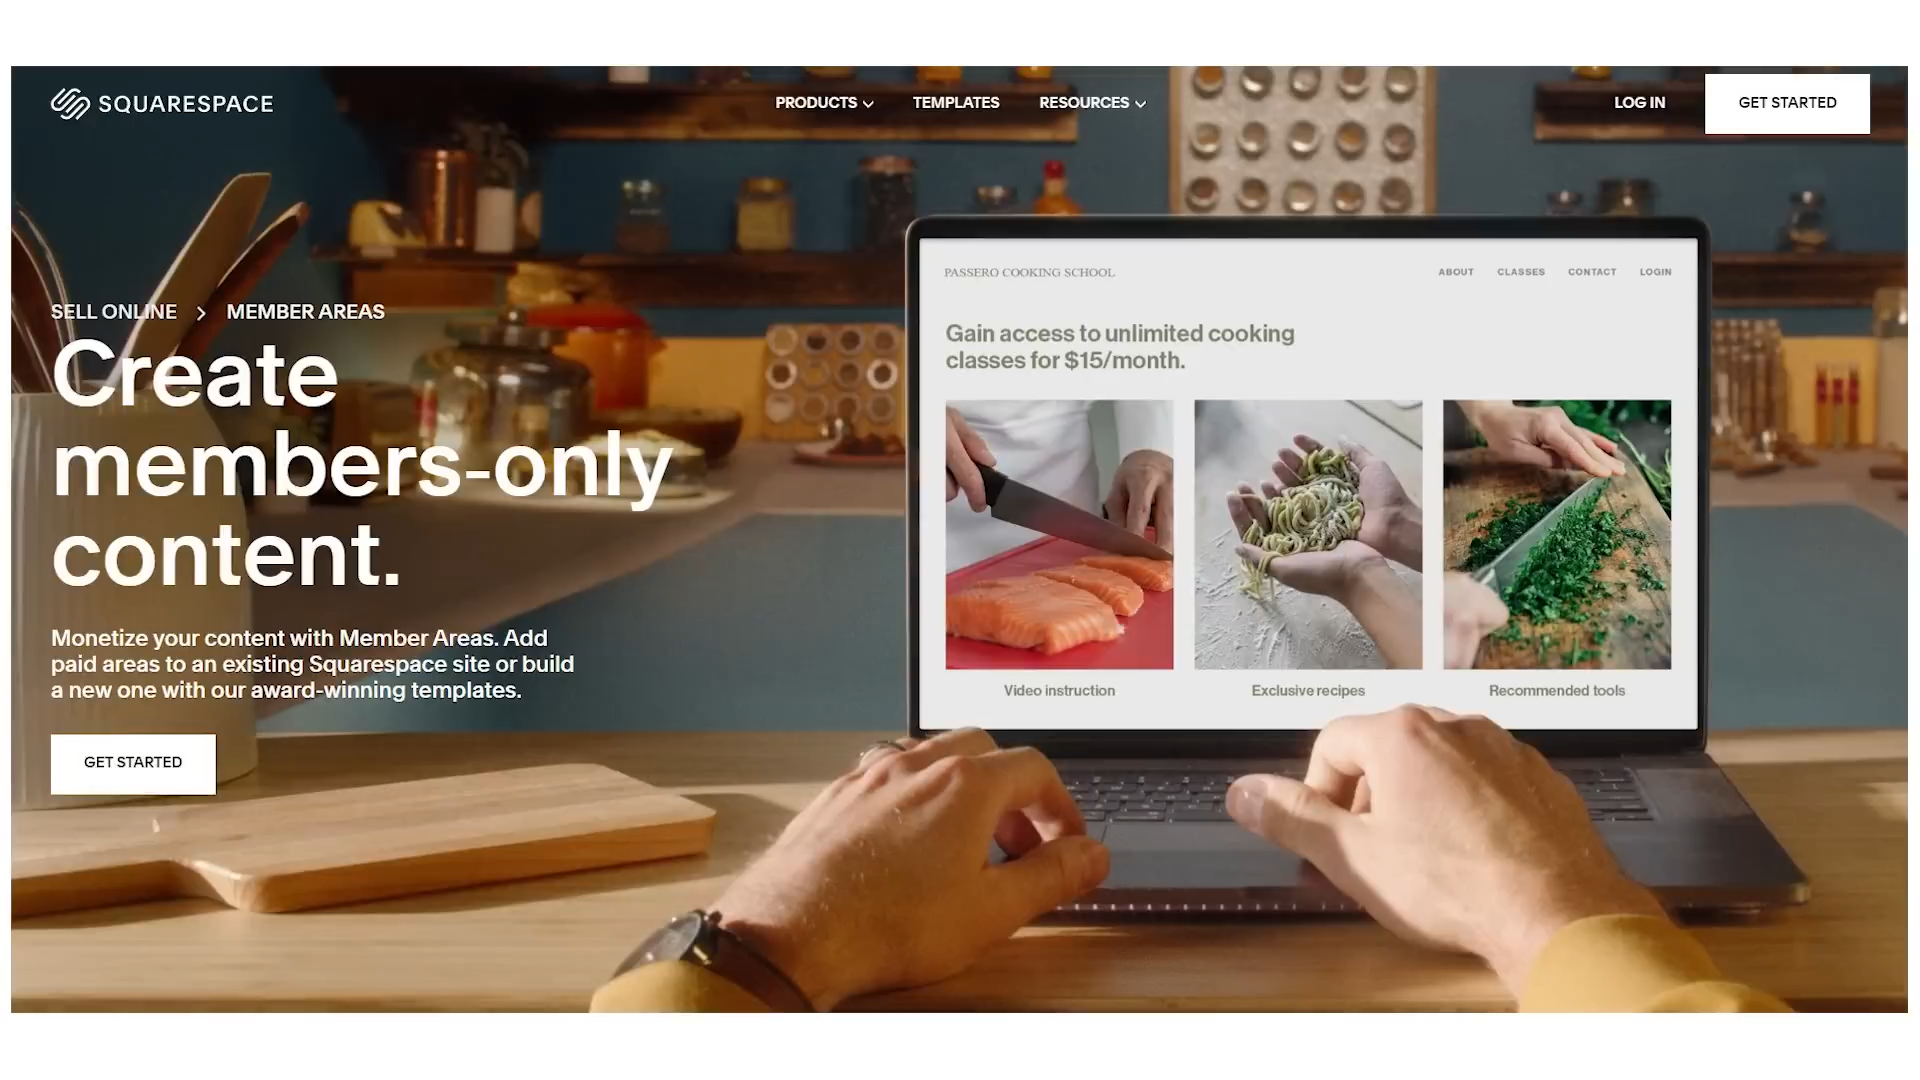 SQUARESPACE
PRODUCTS
TEMPLATES
RESOURCES
LOG IN
GET STARTED
SELL ONLINE > MEMBER AREAS
Create
members-only
content.
Monetize your content with Member Areas. Add
paid areas to an existing Squarespace site or build
a new one with our award-winning templates.
GET STARTED
PASSERO COOKING SCHOOL
ABOUT
CLASSES
CONTACT
LOGIN
Gain access to unlimited cooking
classes for $15/month.
Video instruction
Exclusive recipes
Recommended tools